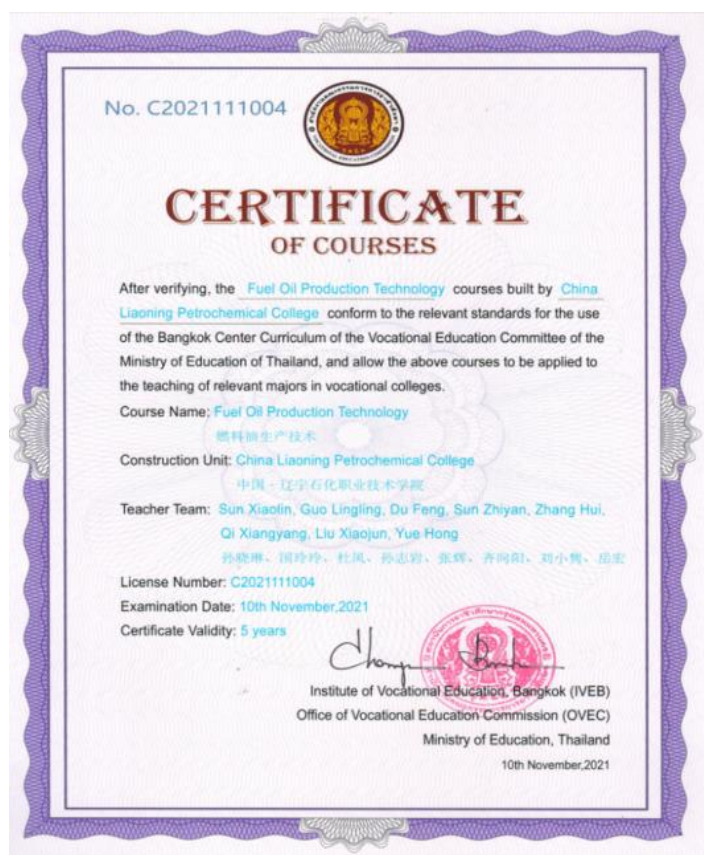 No. C2021111004
CERTIFICATE
OF COURSES
After verifying, the Fuel Oil Production Technology courses built by China
Liaoning Petrochemical College conform to the relevant standards for the use
of the Bangkok Center Curriculum of the Vocational Education Committee of the
Ministry of Education of Thailand, and allow the above courses to be applied to
the teaching of relevant majors in vocational colleges.
Course Name: Fuel Oil Production Technology
燃料油生产技术
Construction Unit: China Liaoning Petrochemical College
中国-辽宁石化职业技术学院
Teacher Team: Sun Xiaolin, Guo Lingling, Du Feng, Sun Zhiyan, Zhang Hui,
Qi Xiangyang, LIu Xiaojun, Yue Hong
孙晓琳、国玲玲、杜凤、孙志岩、张辉、齐向阳、刘小隽、岳宏
License Number: C2021111004
Examination Date: 10th November,2021
Certificate Validity: 5 years
Institute of Vocational Education, Bangkok (IVEB)
Office of Vocational Education Commission (OVEC)
Ministry of Education, Thailand
10th November,2021